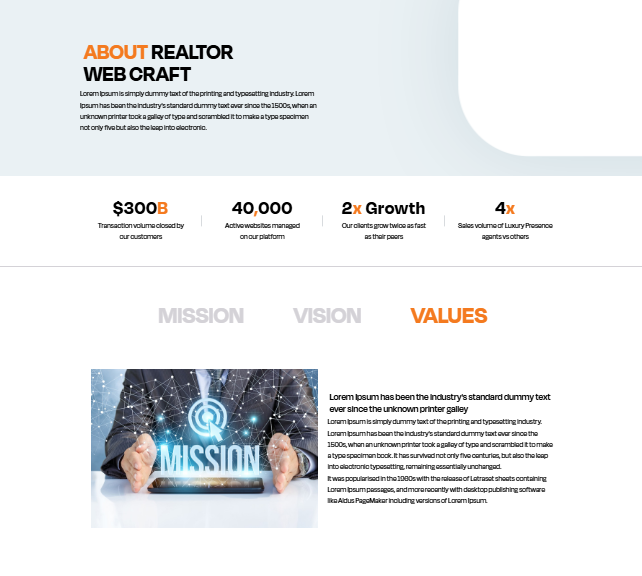 ABOUT REALTOR
WEB CRAFT
Lorem Ipsum is simply dummy text of the printing and typesetting industry. Lorem
Ipsum has been the industry's standard dummy text ever since the 1500s, when an
unknown printer took a galley of type and scrambled it to make a type specimen
not only five but also the leap into electronic.
$300B
Transaction volume closed by
our customers
40,000
Active websites managed
on our platform
2x Growth
Our clients grow twice as fast
as their peers
4x
Sales volume of Luxury Presence
agents vs others
MISSION
VISION
VALUES
MISSION
Lorem Ipsum has been the industry's standard dummy text
ever since the unknown printer galley
Lorem Ipsum is simply dummy text of the printing and typesetting industry.
Lorem Ipsum has been the industry's standard dummy text ever since the
1500s, when an unknown printer took a galley of type and scrambled it to make
a type specimen book. It has survived not only five centuries, but also the leap
into electronic typesetting, remaining essentially unchanged.
It was popularised in the 1960s with the release of Letraset sheets containing
Lorem Ipsum passages, and more recently with desktop publishing software
like Aldus PageMaker including versions of Lorem Ipsum.